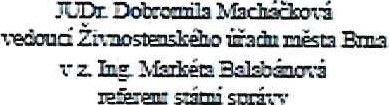 JUDr. Dobromila Macháčková
vedoucí Živnostenského úřadu města Brna
v z. Ing. Markéta Balabánová
referent státní správy